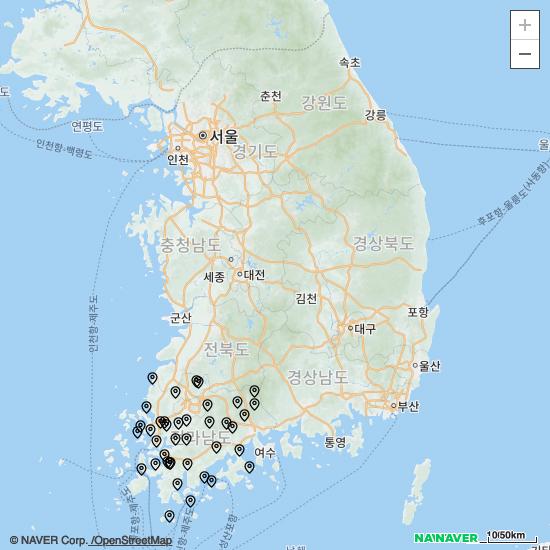 +
−
속초
춘천
강원도
강릉
도
연평도
서울
울
인천항-백령도
인천
경기도
후포항-울릉도(사동항)
충청남도
경상북도
세종
대전
김천
군산
포항
인천항-제주도
전북도
대구
경상남도
울산
부산
라남도
통영
여수
성산포항
© NAVER Corp. /OpenStreetMap
NAVER
10/50km